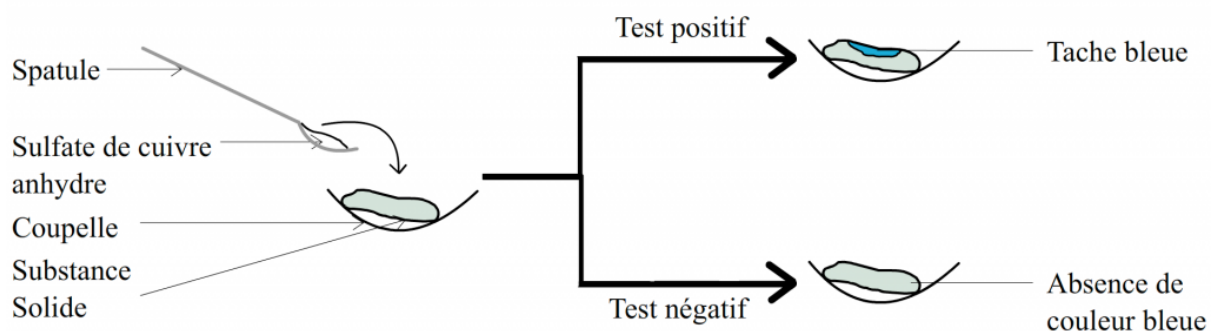 Spatule
Sulfate de cuivre
anhydre
Coupelle
Substance
Solide
Test positif
Tache bleue
Test négatif
Absence de
couleur bleue